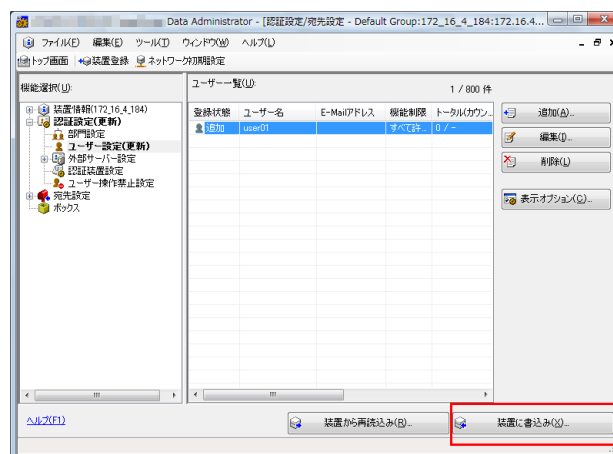 Data Administrator - [認証設定/宛先設定 - Default Group:172_16_4_184:172.16.4...
ファイル(F) 編集(E) ツール(T) ウィンドウ(W) ヘルプ(L)
トップ画面 装置登録 ネットワーク初期設定
機能選択(U):
装置情報(172_16_4_184)
認証設定(更新)
部門設定
ユーザー設定(更新)
外部サーバー設定
認証装置設定
ユーザー操作禁止設定
宛先設定
ボックス
ユーザー一覧(U):
1 / 800 件
登録状態 ユーザー名 E-Mailアドレス 機能制限 トータル(カウン...
追加 user01 すべて許... 0 / -
追加(A)...
編集(I)...
削除(L)
表示オプション(C)...
ヘルプ(F1)
装置から再読込み(R)...
装置に書込み(X)...